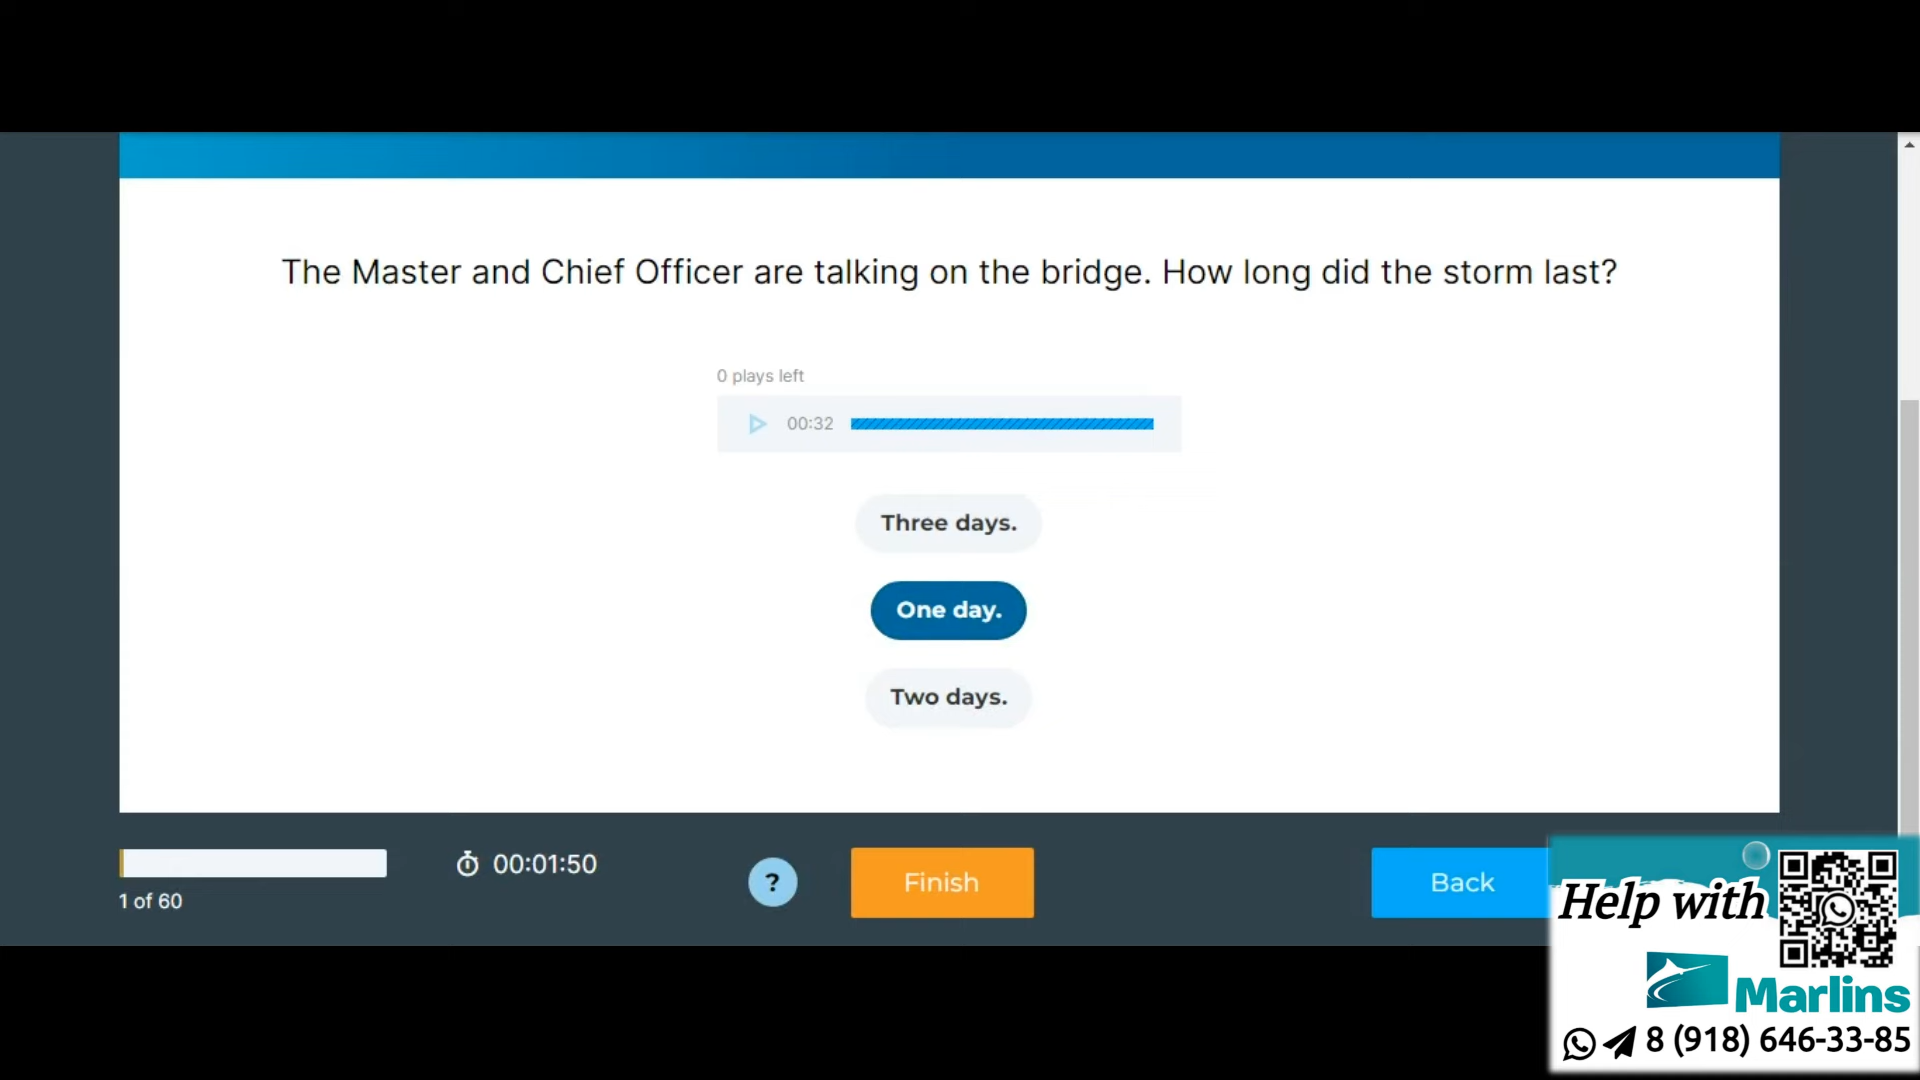 The Master and Chief Officer are talking on the bridge. How long did the storm last?
0 plays left
00:32
Three days.
One day.
Two days.
1 of 60
00:01:50
?
Finish
Back
Help with
Marlins
8 (918) 646-33-85